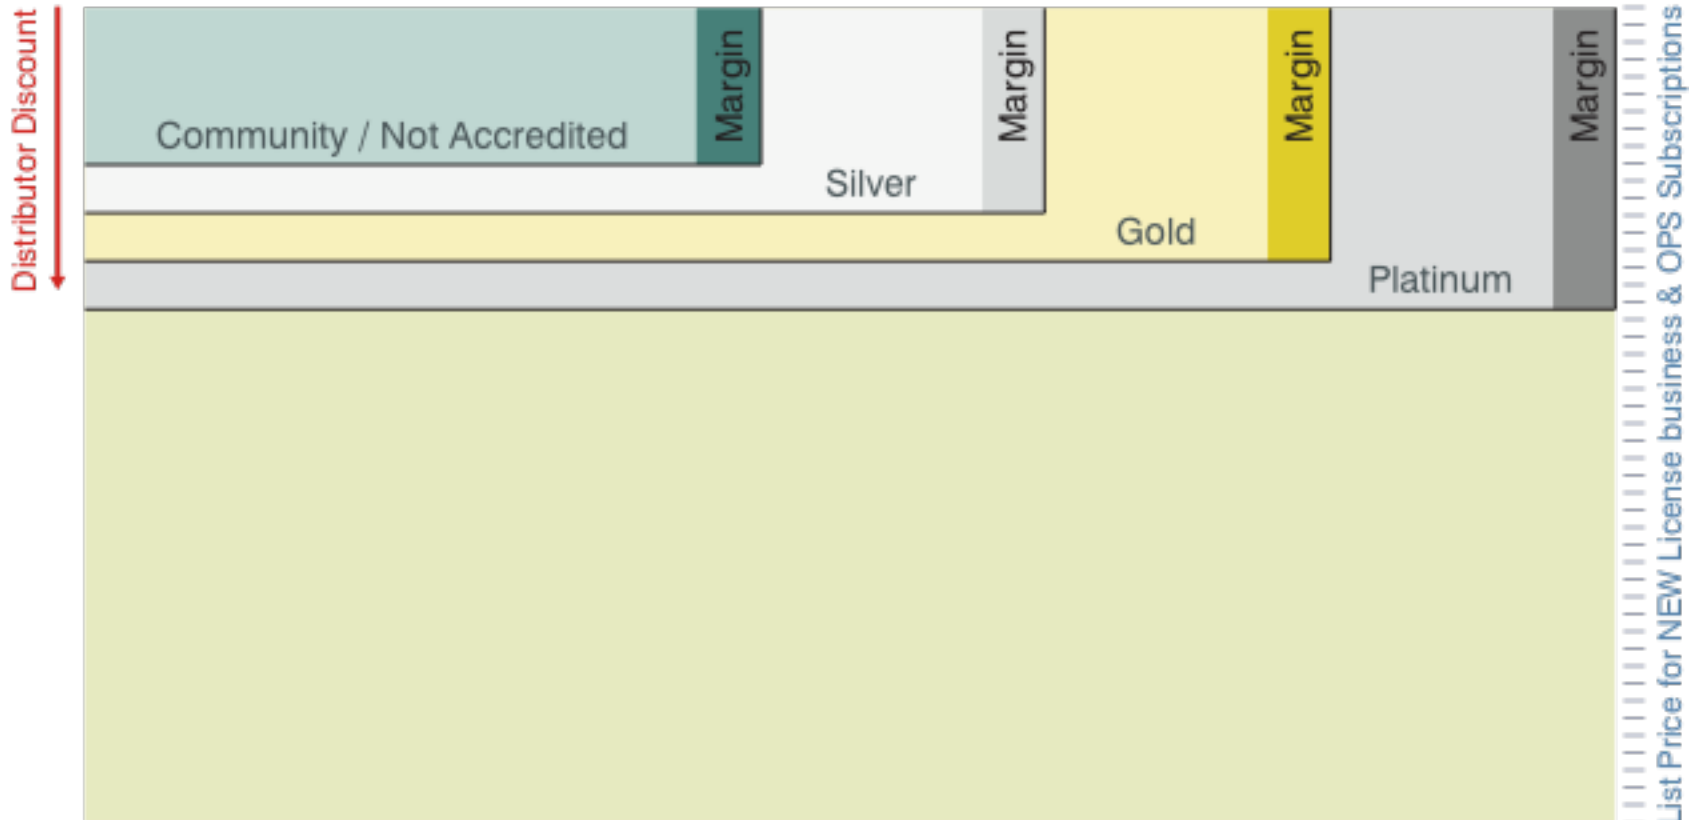 Distributor Discount
Community / Not Accredited
Margin
Silver
Margin
Gold
Margin
Platinum
Margin
List Price for NEW License business & OPS Subscriptions